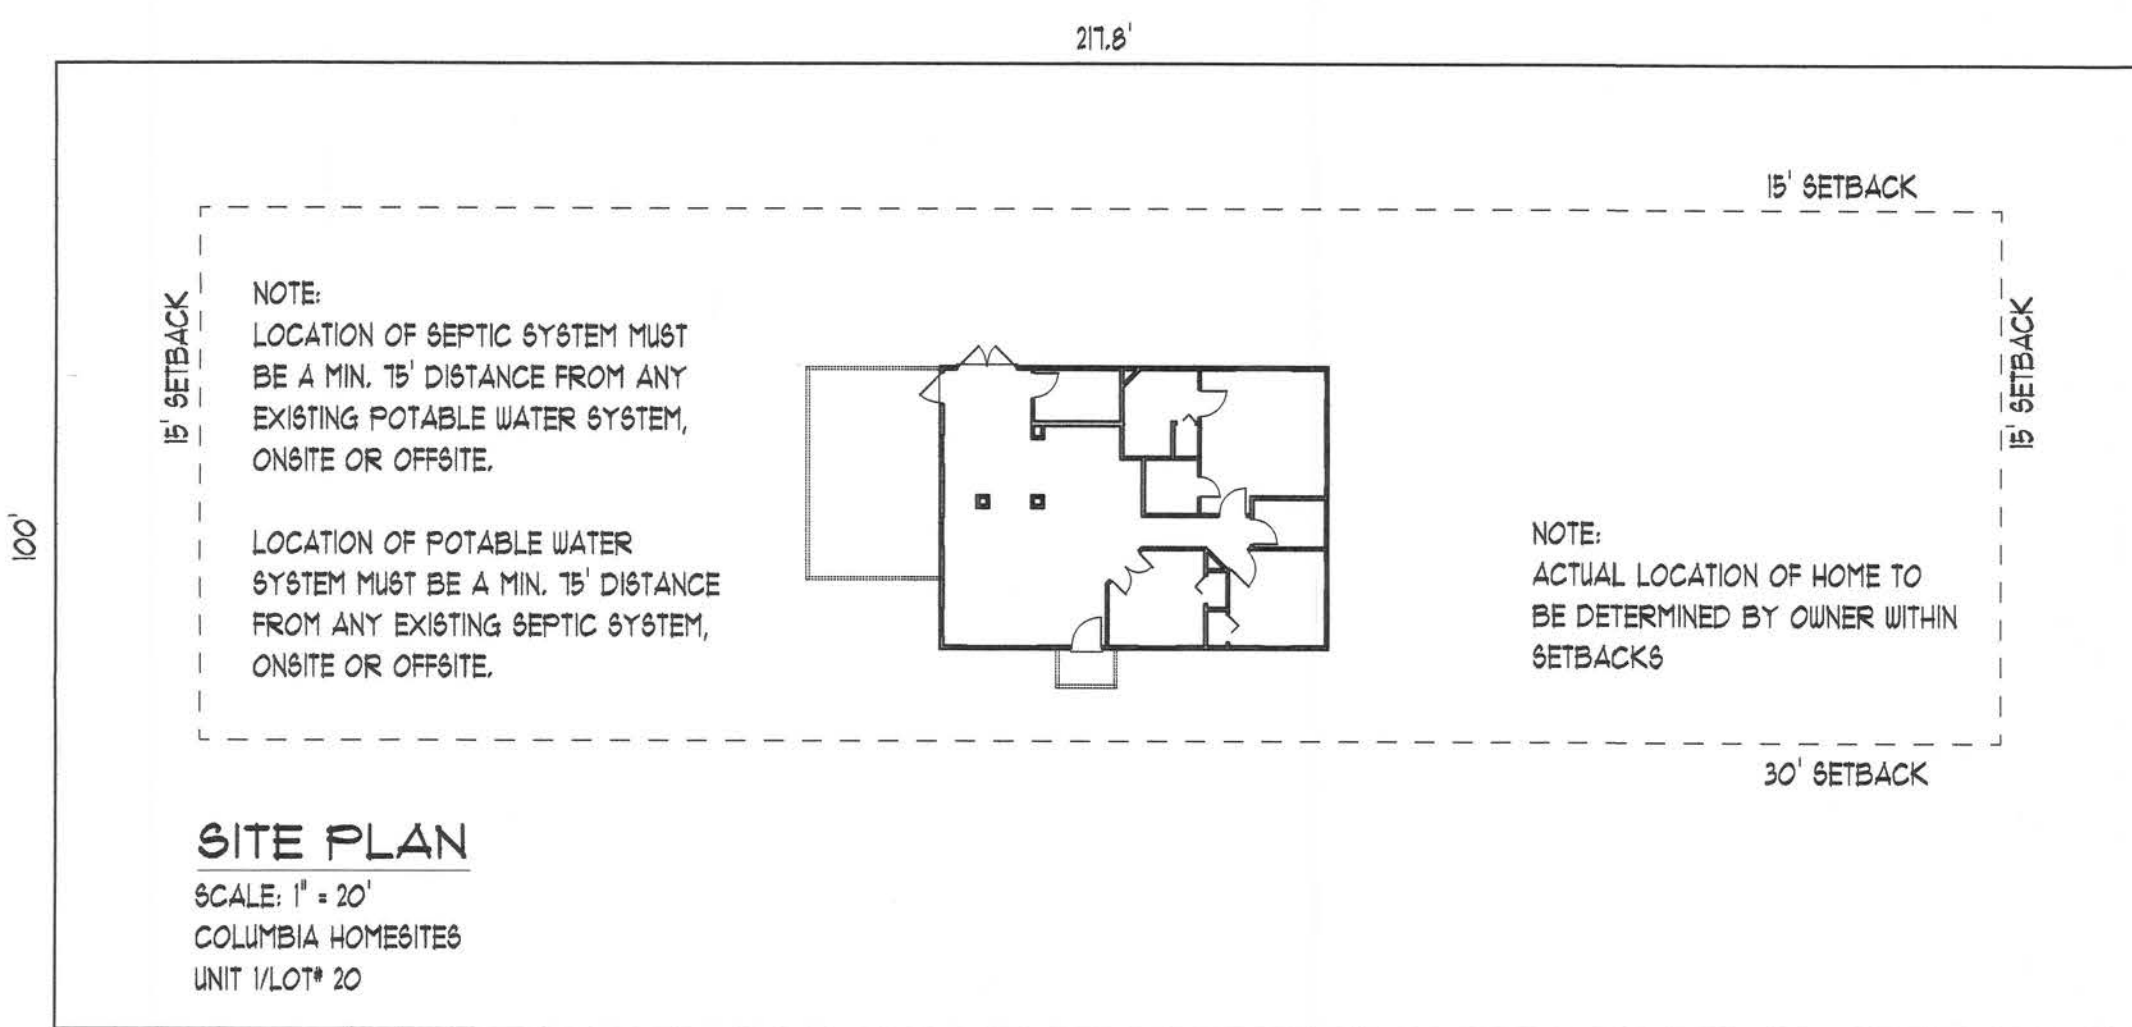 217.8'
15' SETBACK
15' SETBACK
NOTE:
LOCATION OF SEPTIC SYSTEM MUST
BE A MIN. 75' DISTANCE FROM ANY
EXISTING POTABLE WATER SYSTEM,
ONSITE OR OFFSITE.
LOCATION OF POTABLE WATER
SYSTEM MUST BE A MIN. 75' DISTANCE
FROM ANY EXISTING SEPTIC SYSTEM,
ONSITE OR OFFSITE.
15' SETBACK
100'
NOTE:
ACTUAL LOCATION OF HOME TO
BE DETERMINED BY OWNER WITHIN
SETBACKS
30' SETBACK
SITE PLAN
SCALE: 1" = 20'
COLUMBIA HOMESITES
UNIT 1/LOT# 20